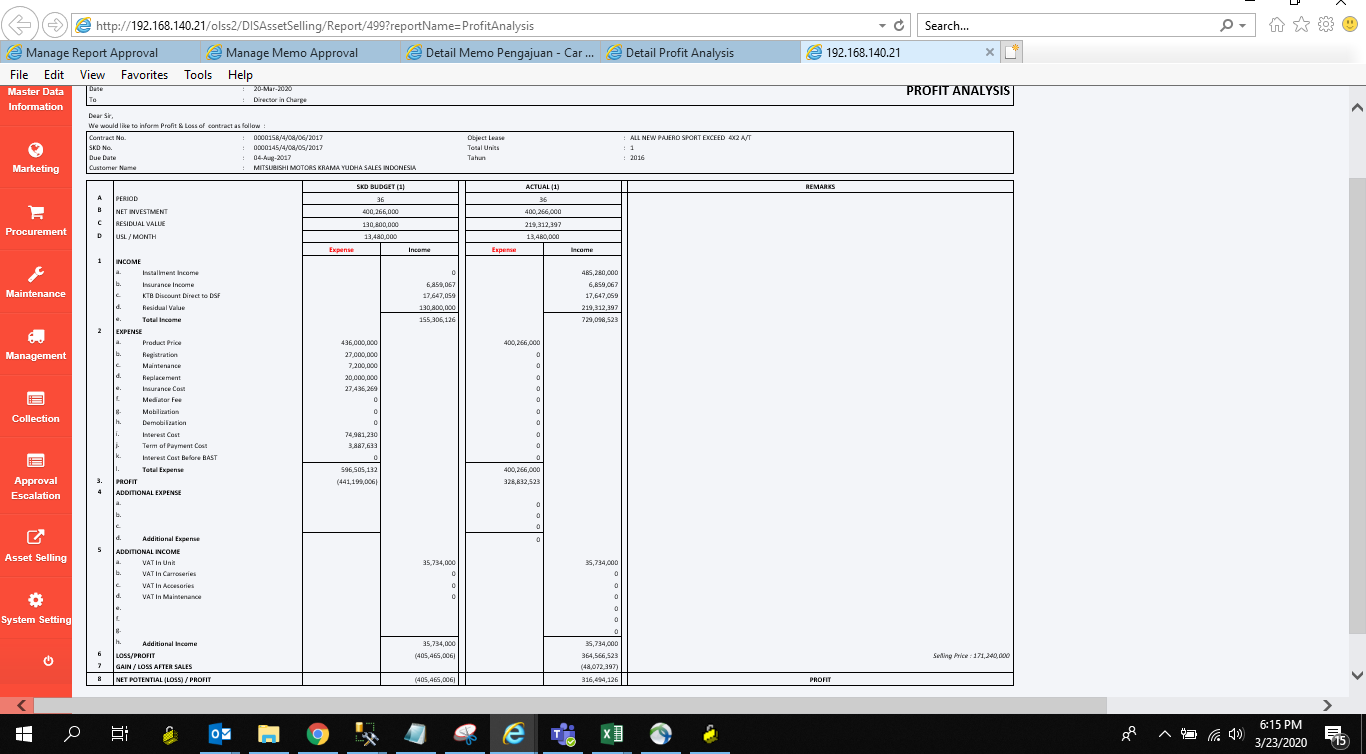 http://192.168.140.21/olss2/DISAssetSelling/Report/499?reportName=ProfitAnalysis
Search...
Manage Report Approval
Manage Memo Approval
Detail Memo Pengajuan - Car ...
Detail Profit Analysis
192.168.140.21
File Edit View Favorites Tools Help
Master Data Information
Marketing
Procurement
Maintenance
Management
Collection
Approval Escalation
Asset Selling
System Setting
Date : 20-Mar-2020
PROFIT ANALYSIS
To : Director in Charge
Dear Sir,
We would like to inform Profit & Loss of contract as follow :
Contract No. : 0000158/4/08/06/2017 Object Lease : ALL NEW PAJERO SPORT EXCEED 4X2 A/T
SKD No. : 0000145/4/08/05/2017 Total Units : 1
Due Date : 04-Aug-2017 Tahun : 2016
Customer Name : MITSUBISHI MOTORS KRAMA YUDHA SALES INDONESIA
SKD BUDGET (1) ACTUAL (1) REMARKS
A PERIOD 36 36
B NET INVESTMENT 400,266,000 400,266,000
C RESIDUAL VALUE 130,800,000 219,312,397
D USL / MONTH 13,480,000 13,480,000
Expense Income Expense Income
1 INCOME
a. Installment Income 0 485,280,000
b. Insurance Income 6,859,067 6,859,067
c. KTB Discount Direct to DSF 17,647,059 17,647,059
d. Residual Value 130,800,000 219,312,397
e. Total Income 155,306,126 729,098,523
2 EXPENSE
a. Product Price 436,000,000 400,266,000
b. Registration 27,000,000 0
c. Maintenance 7,200,000 0
d. Replacement 20,000,000 0
e. Insurance Cost 27,436,269 0
f. Mediator Fee 0 0
g. Mobilization 0 0
h. Demobilization 0 0
i. Interest Cost 74,981,230 0
j. Term of Payment Cost 3,887,633 0
k. Interest Cost Before BAST 0 0
l. Total Expense 596,505,132 400,266,000
3. PROFIT (441,199,006) 328,832,523
4 ADDITIONAL EXPENSE
a. 0
b. 0
c. 0
d. Additional Expense 0
5 ADDITIONAL INCOME
a. VAT In Unit 35,734,000 35,734,000
b. VAT In Carroseries 0 0
c. VAT In Accesories 0 0
d. VAT In Maintenance 0 0
e. 0
f. 0
g. 0
h. Additional Income 35,734,000 35,734,000
6 LOSS/PROFIT (405,465,006) 364,566,523 Selling Price : 171,240,000
7 GAIN / LOSS AFTER SALES (48,072,397)
8 NET POTENTIAL (LOSS) / PROFIT (405,465,006) 316,494,126 PROFIT
6:15 PM
3/23/2020
15